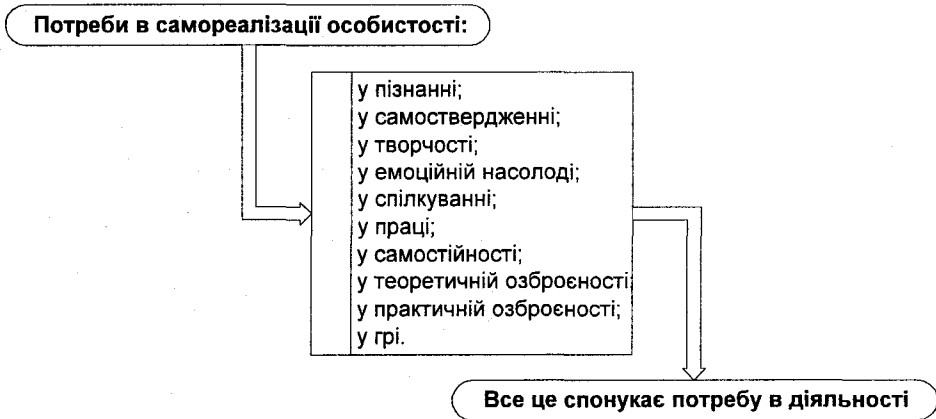 Потреби в самореалізації особистості:
у пізнанні;
у самоствердженні;
у творчості;
у емоційній насолоді;
у спілкуванні;
у праці;
у самостійності;
у теоретичній озброєності
у практичній озброєності;
у грі.
Все це спонукає потребу в діяльності